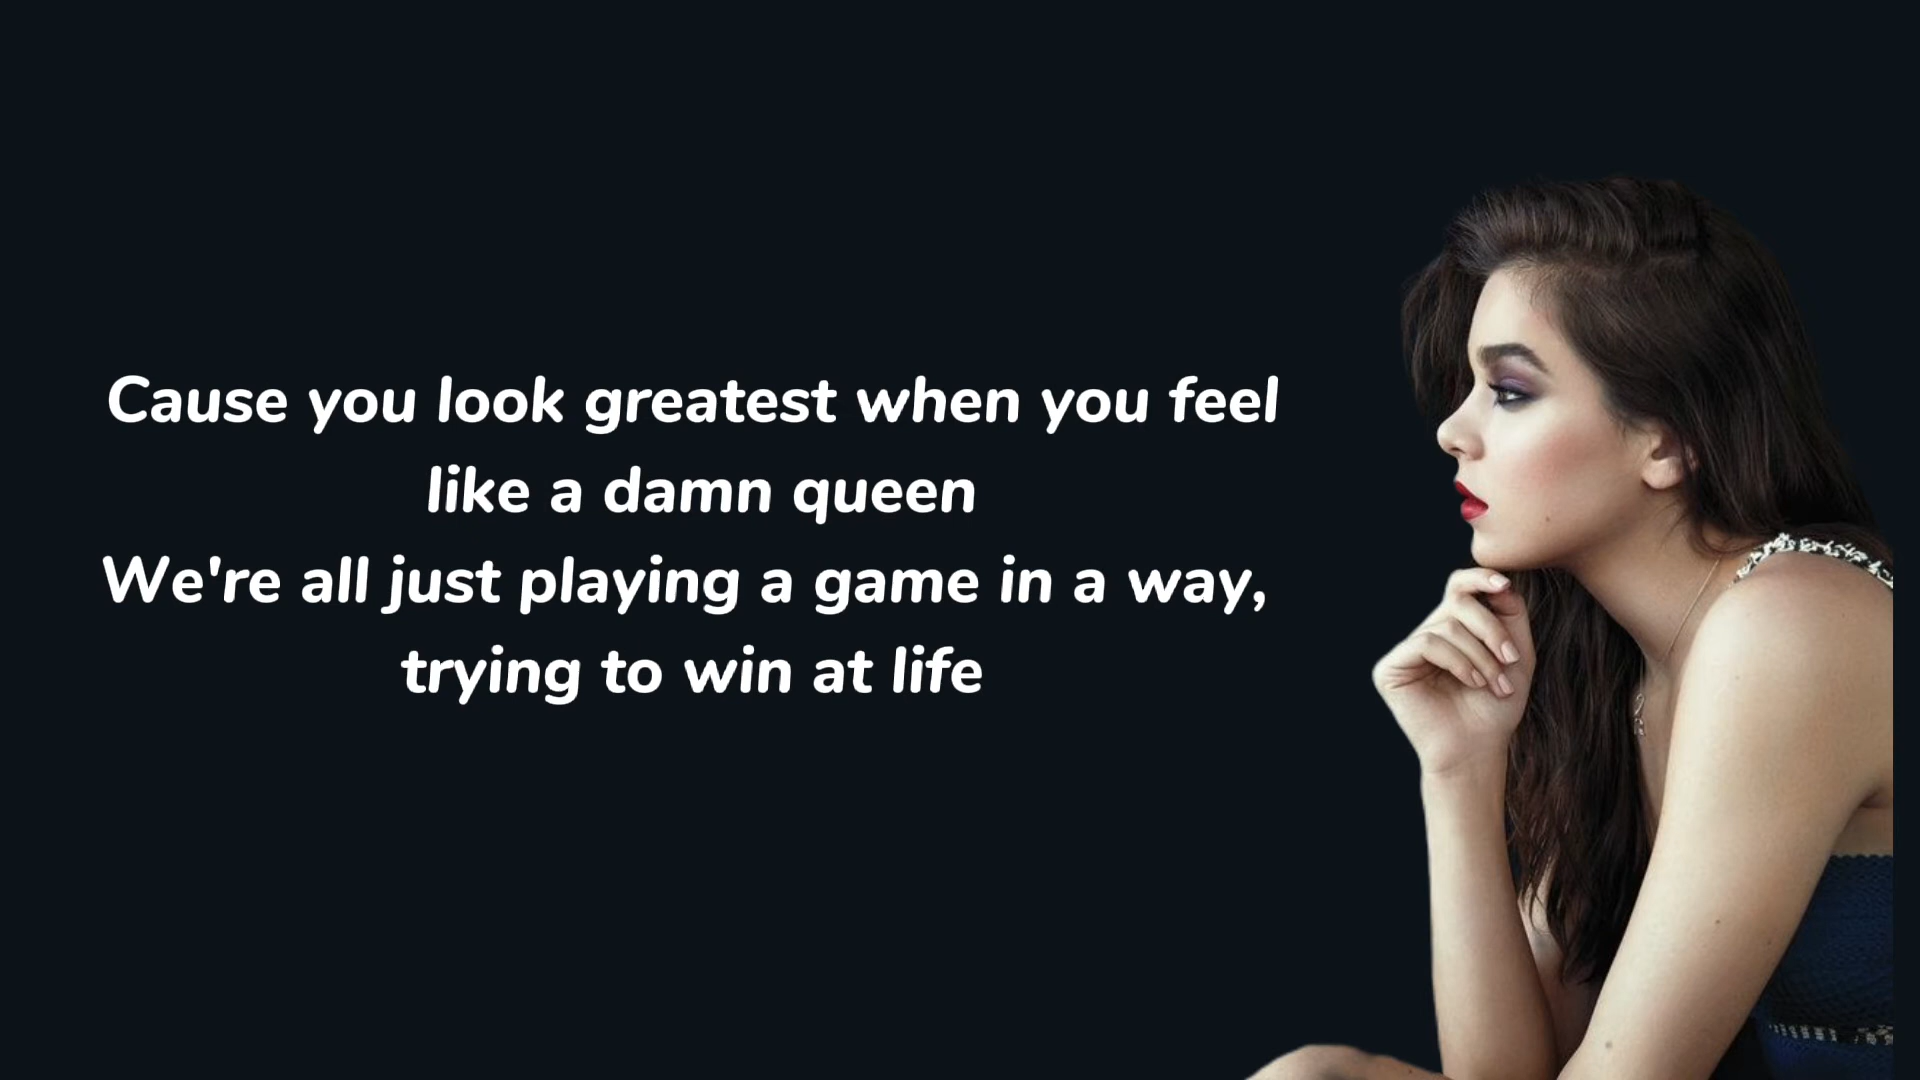 Cause you look greatest when you feel
like a damn queen
We're all just playing a game in a way,
trying to win at life